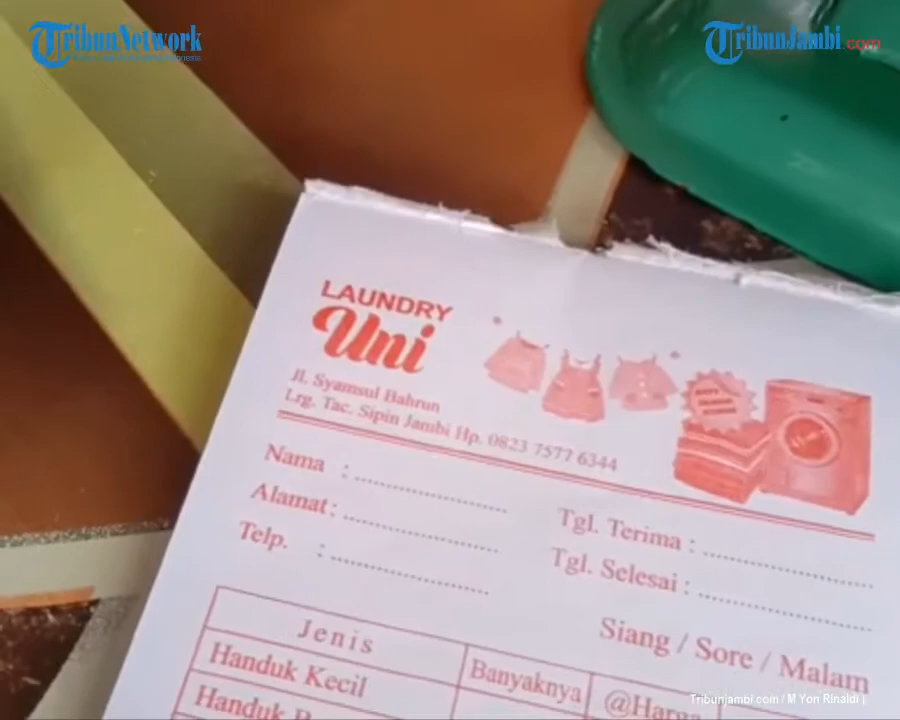 TribunNetwork
TribunJambi.com
LAUNDRY
Uni
Jl. Syamsul Bahrun
Lrg. Tac. Sipin Jambi Hp. 0823 7577 6344
Nama : ........................
Alamat : ........................
Telp. : ........................
Tgl. Terima : ........................
Tgl. Selesai : ........................
Siang / Sore / Malam
Jenis
Banyaknya
@Harga
Handuk Kecil
Handuk
Tribunjambi.com / M Yon Rinaldi |